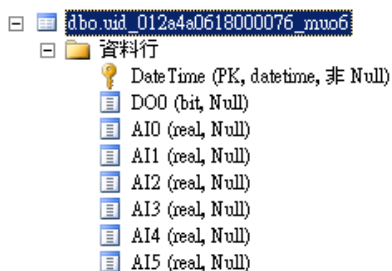 dbo.uid_012a4a0618000076_muo6
資料行
DateTime (PK, datetime, 非 Null)
DO0 (bit, Null)
AI0 (real, Null)
AI1 (real, Null)
AI2 (real, Null)
AI3 (real, Null)
AI4 (real, Null)
AI5 (real, Null)